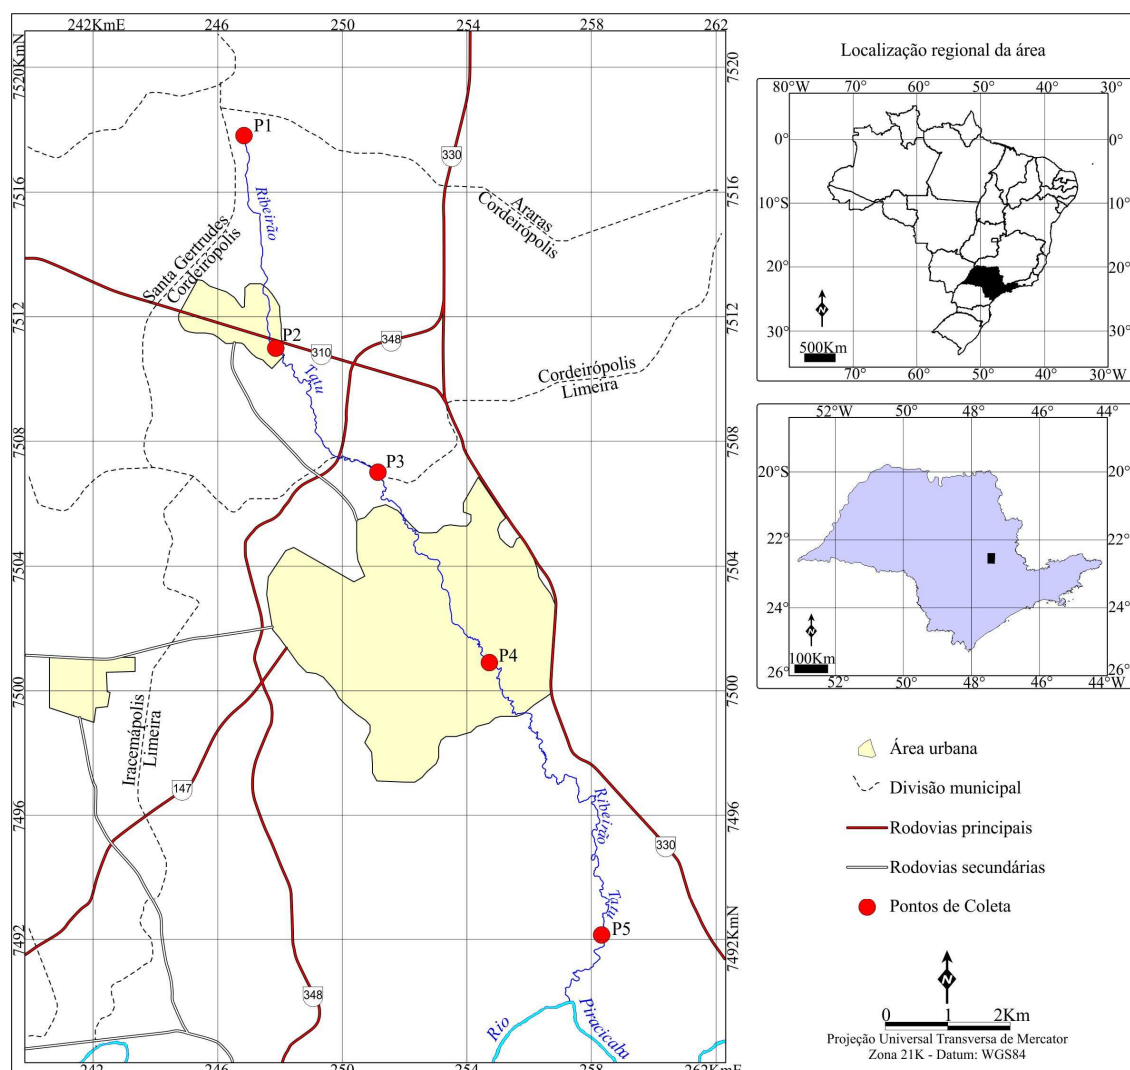 242KmE
246
250
254
258
262
7520KmN
7516
7512
7508
7504
7500
7496
7492
7520
7516
7512
7508
7504
7500
7496
7492KmN
P1
330
Ribeirão
Araras
Cordeirópolis
Santa Gertrudes
Cordeirópolis
P2
310
348
Tatu
Cordeirópolis
Limeira
P3
P4
Iracemápolis
Limeira
147
Ribeirão
330
Tatu
P5
348
Rio
Piracicaba
242
246
250
254
258
262KmE
Localização regional da área
80°W
70°
60°
50°
40°
30°
0°
10°S
20°
30°
0°
10°
20°
30°
N
500Km
70°
60°
50°
40°
30°W
52°W
50°
48°
46°
44°
20°S
22°
24°
26°
20°
22°
24°
26°
N
100Km
52°
50°
48°
46°
44°W
Área urbana
Divisão municipal
Rodovias principais
Rodovias secundárias
Pontos de Coleta
N
0 1 2Km
Projeção Universal Transversa de Mercator
Zona 21K - Datum: WGS84